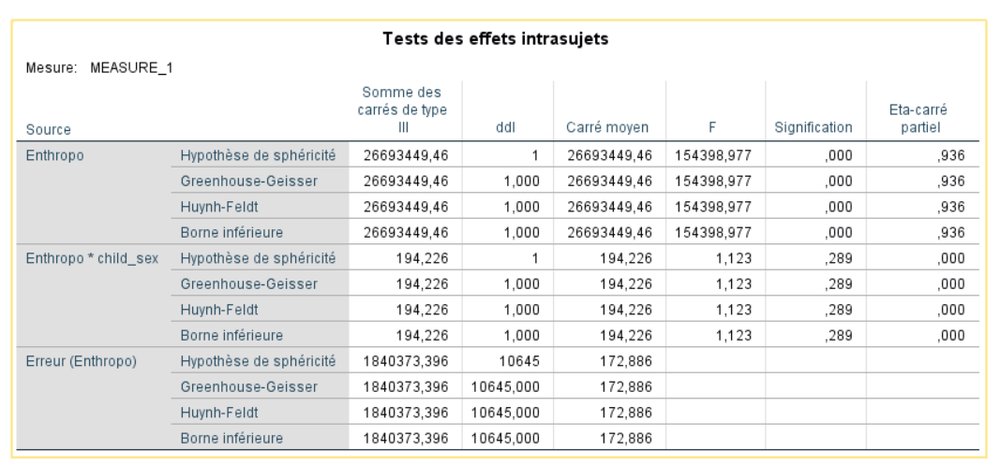 Tests des effets intrasujets
Mesure: MEASURE_1
Source Somme des carrés de type III ddl Carré moyen F Signification Eta-carré partiel
Enthropo Hypothèse de sphéricité 26693449,46 1 26693449,46 154398,977 ,000 ,936
Greenhouse-Geisser 26693449,46 1,000 26693449,46 154398,977 ,000 ,936
Huynh-Feldt 26693449,46 1,000 26693449,46 154398,977 ,000 ,936
Borne inférieure 26693449,46 1,000 26693449,46 154398,977 ,000 ,936
Enthropo * child_sex Hypothèse de sphéricité 194,226 1 194,226 1,123 ,289 ,000
Greenhouse-Geisser 194,226 1,000 194,226 1,123 ,289 ,000
Huynh-Feldt 194,226 1,000 194,226 1,123 ,289 ,000
Borne inférieure 194,226 1,000 194,226 1,123 ,289 ,000
Erreur (Enthropo) Hypothèse de sphéricité 1840373,396 10645 172,886
Greenhouse-Geisser 1840373,396 10645,000 172,886
Huynh-Feldt 1840373,396 10645,000 172,886
Borne inférieure 1840373,396 10645,000 172,886